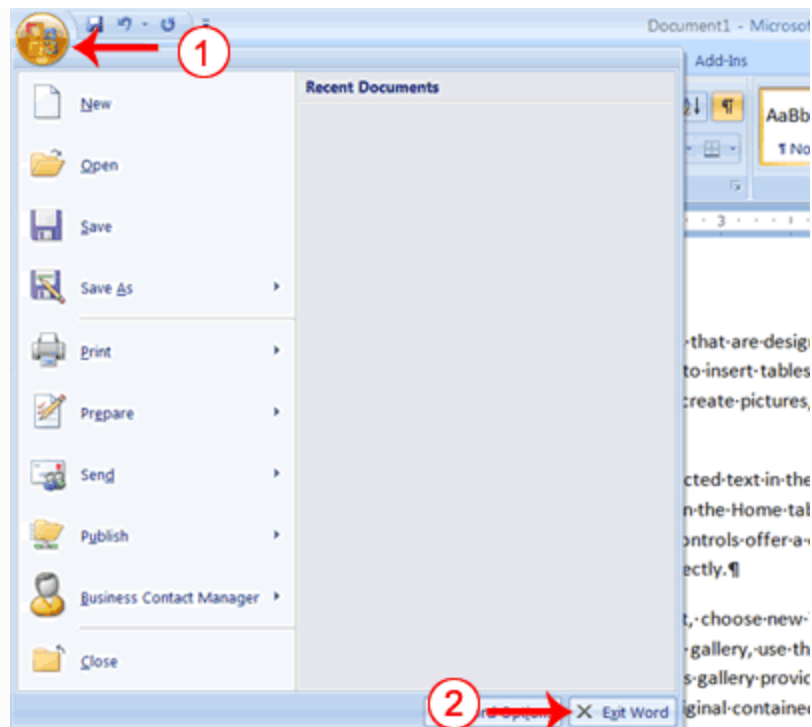 Document1 - Microsoft
1
Add-Ins
New
Recent Documents
AaBb
¶ No
Open
Save
3
Save As
Print
·that·are·desig
to·insert·tables
create·pictures,
Prepare
Send
cted·text·in·the
n·the·Home·tab
Publish
ontrols·offer·a·
ectly.¶
Business Contact Manager
t,·choose·new·
·gallery,·use·th
Close
s·gallery·provid
2
Exit Word
iginal·container